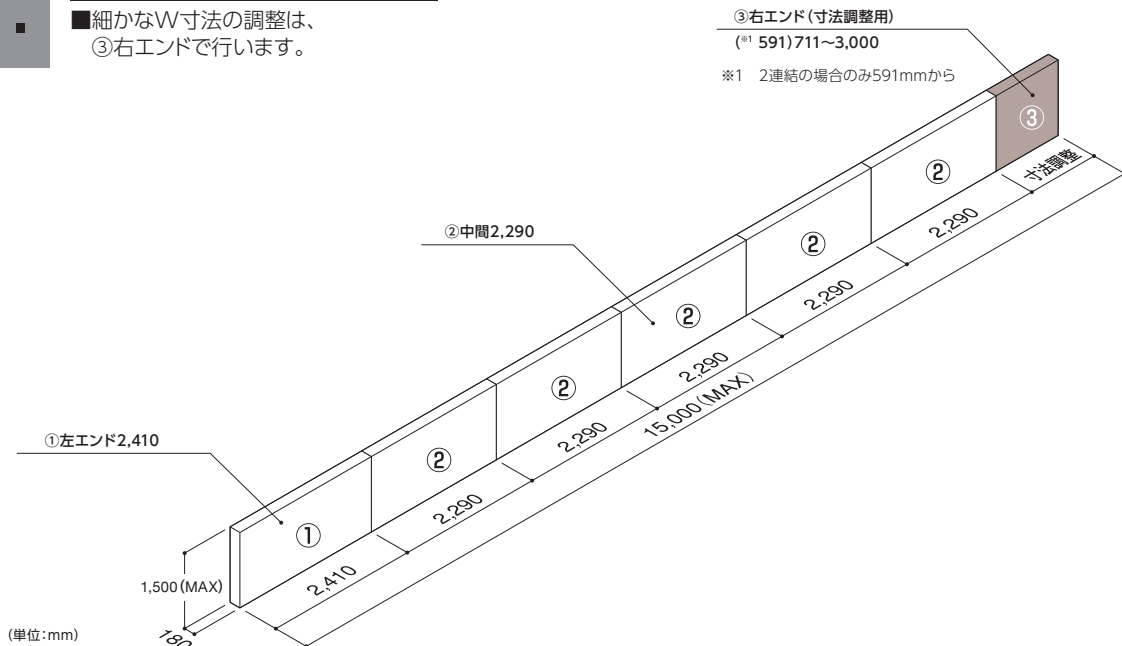 ■細かなW寸法の調整は、
③右エンドで行います。
③右エンド(寸法調整用)
(※1 591)711〜3,000
※1 2連結の場合のみ591mmから
③
寸法調整
②
2,290
②
2,290
②中間2,290
②
2,290
15,000(MAX)
②
2,290
①左エンド2,410
②
2,290
①
2,410
1,500(MAX)
180
(単位:mm)